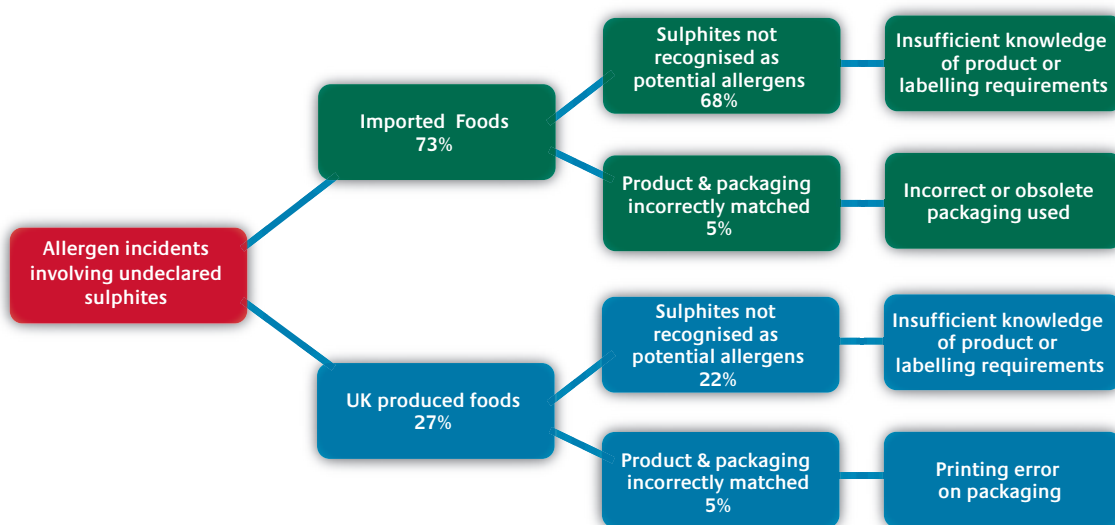 Allergen incidents
involving undeclared
sulphites
Imported Foods
73%
Sulphites not
recognised as
potential allergens
68%
Insufficient knowledge
of product or
labelling requirements
Product & packaging
incorrectly matched
5%
Incorrect or obsolete
packaging used
UK produced foods
27%
Sulphites not
recognised as
potential allergens
22%
Insufficient knowledge
of product or
labelling requirements
Product & packaging
incorrectly matched
5%
Printing error
on packaging